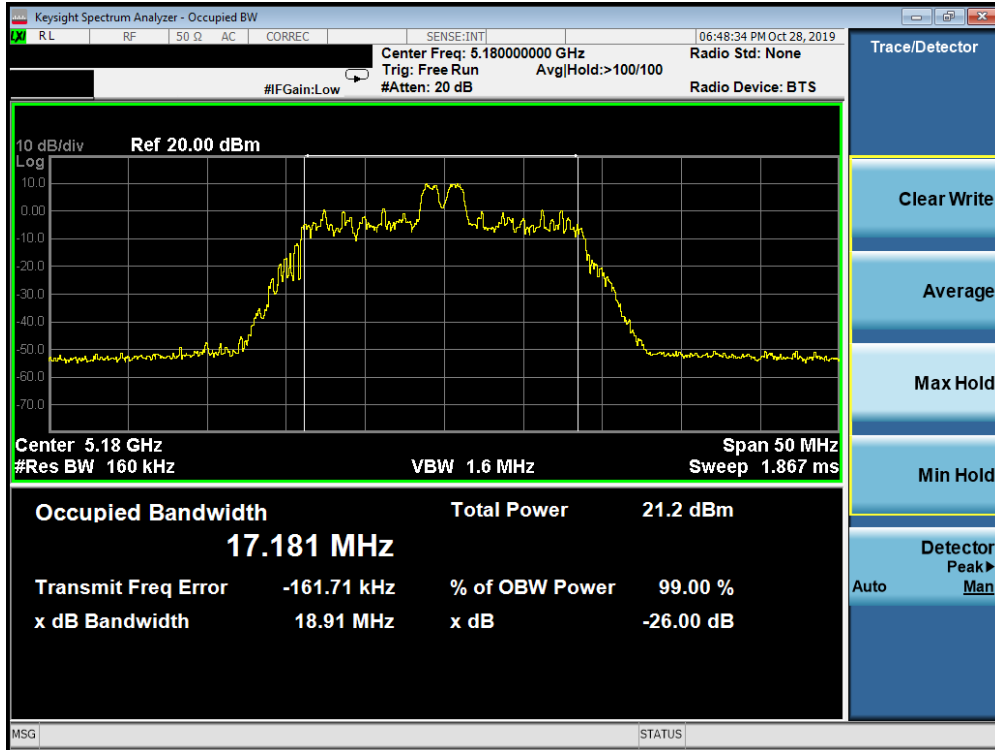 Keysight Spectrum Analyzer - Occupied BW
LXI RL RF 50 Ω AC CORREC SENSE:INT 06:48:34 PM Oct 28, 2019
Center Freq: 5.180000000 GHz Radio Std: None
Trig: Free Run Avg|Hold:>100/100
#IFGain:Low #Atten: 20 dB Radio Device: BTS
Trace/Detector
10 dB/div Ref 20.00 dBm
Log
10.0
0.00
-10.0
-20.0
-30.0
-40.0
-50.0
-60.0
-70.0
Center 5.18 GHz Span 50 MHz
#Res BW 160 kHz VBW 1.6 MHz Sweep 1.867 ms
Occupied Bandwidth Total Power 21.2 dBm
17.181 MHz
Transmit Freq Error -161.71 kHz % of OBW Power 99.00 %
x dB Bandwidth 18.91 MHz x dB -26.00 dB
Clear Write
Average
Max Hold
Min Hold
Detector
Peak▶
Auto Man
MSG STATUS